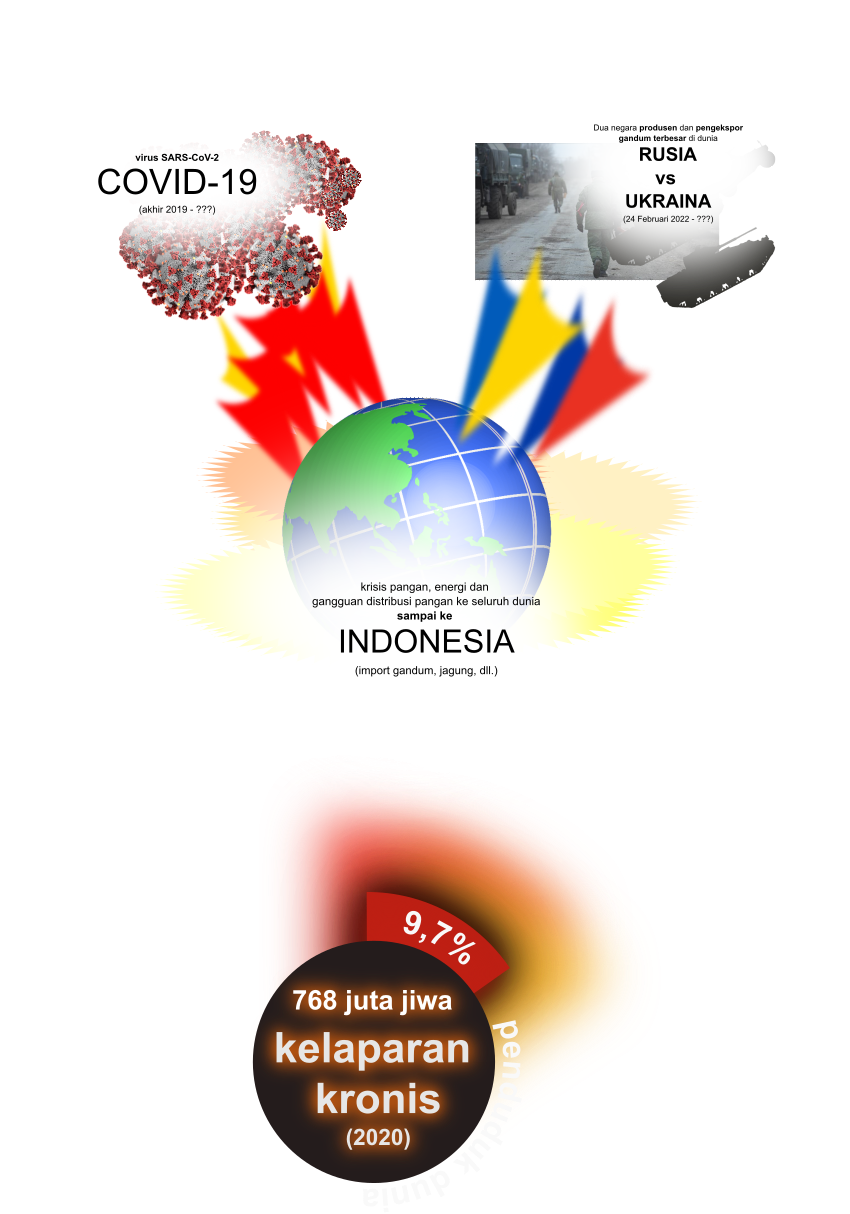 virus SARS-CoV-2
COVID-19
(akhir 2019 - ???)
Dua negara produsen dan pengekspor
gandum terbesar di dunia
RUSIA
vs
UKRAINA
(24 Februari 2022 - ???)
krisis pangan, energi dan
gangguan distribusi pangan ke seluruh dunia
sampai ke
INDONESIA
(import gandum, jagung, dll.)
9,7%
penduduk dunia
768 juta jiwa
kelaparan
kronis
(2020)